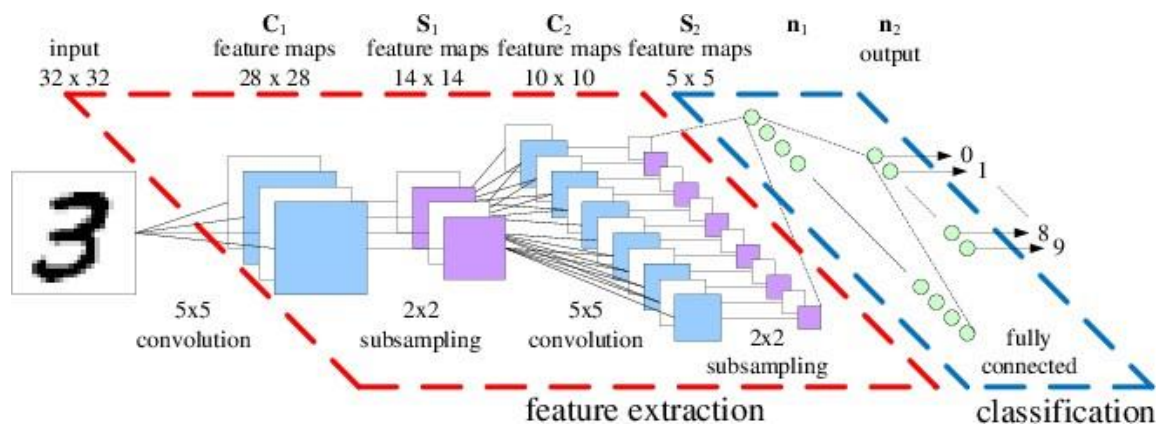 C₁
S₁
C₂
S₂
n₁
n₂
input
feature maps
feature maps
feature maps
feature maps
output
32 x 32
28 x 28
14 x 14
10 x 10
5 x 5
0
1
8
9
3
5x5
convolution
2x2
subsampling
5x5
convolution
2x2
subsampling
fully
connected
feature extraction
classification